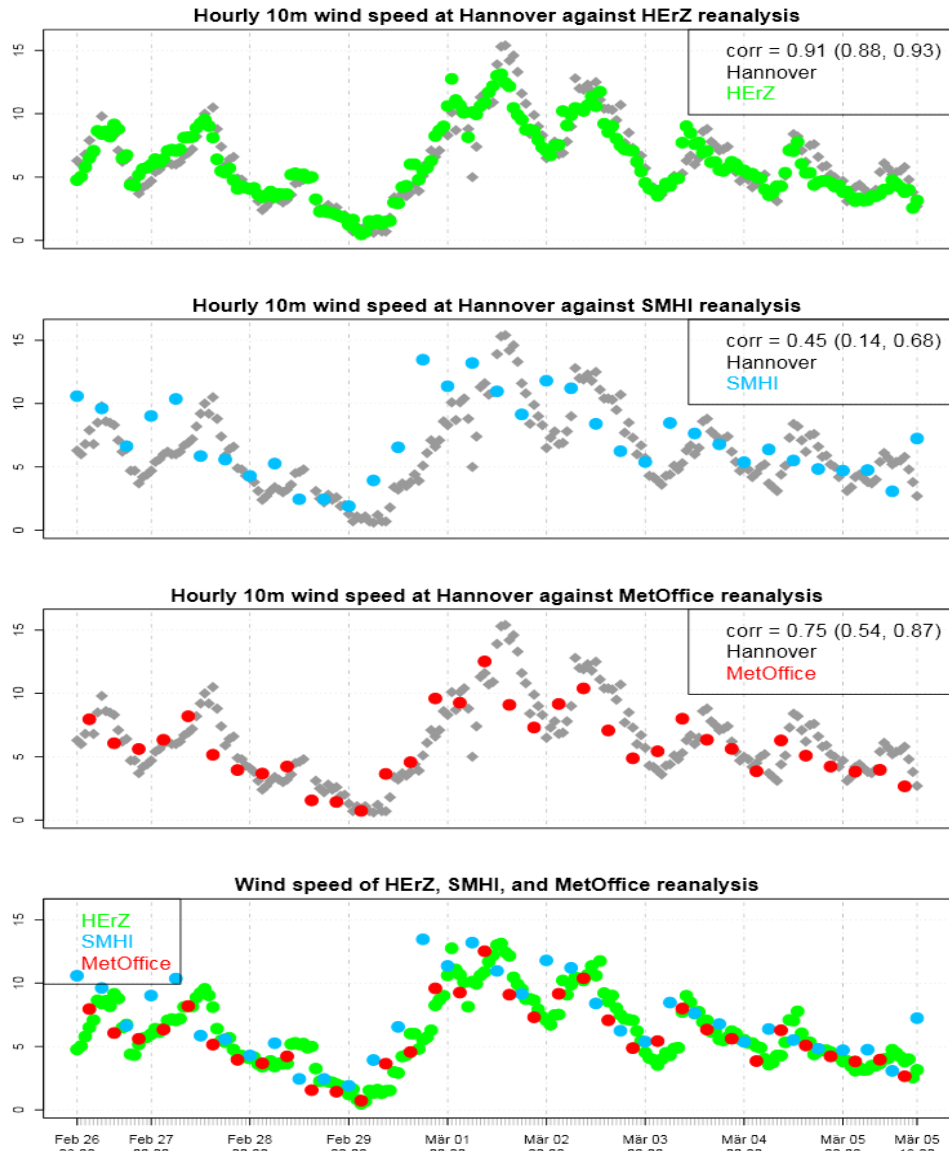 Hourly 10m wind speed at Hannover against HErZ reanalysis
15
10
5
0
corr = 0.91 (0.88, 0.93)
Hannover
HErZ
Hourly 10m wind speed at Hannover against SMHI reanalysis
15
10
5
0
corr = 0.45 (0.14, 0.68)
Hannover
SMHI
Hourly 10m wind speed at Hannover against MetOffice reanalysis
15
10
5
0
corr = 0.75 (0.54, 0.87)
Hannover
MetOffice
Wind speed of HErZ, SMHI, and MetOffice reanalysis
15
10
5
0
HErZ
SMHI
MetOffice
Feb 26 Feb 27 Feb 28 Feb 29 Mär 01 Mär 02 Mär 03 Mär 04 Mär 05 Mär 05